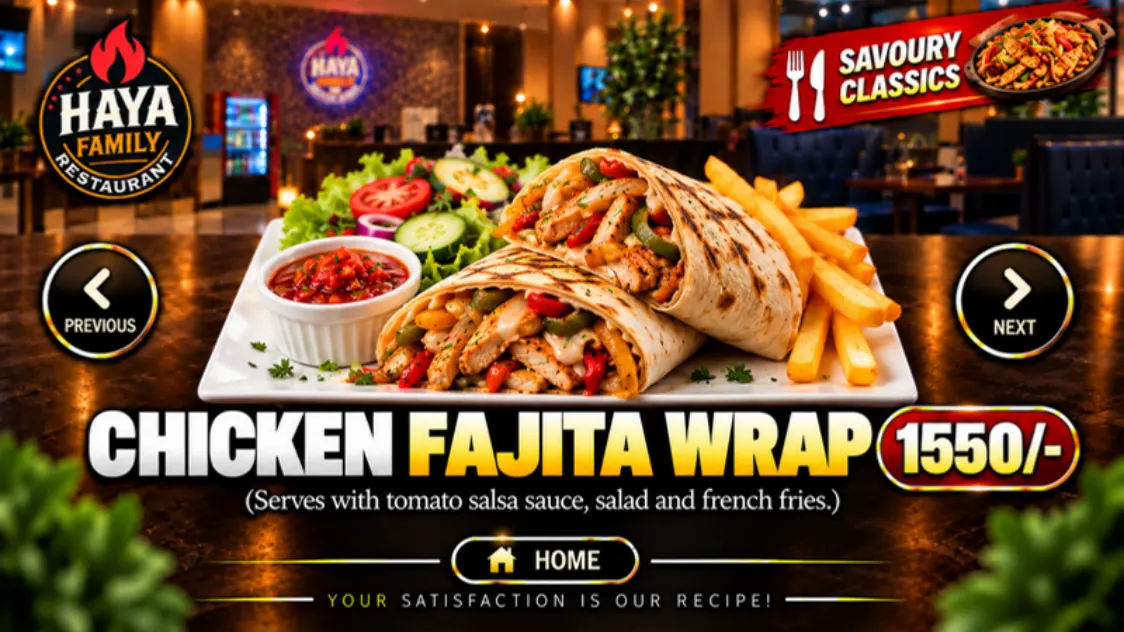 HAYA
FAMILY
RESTAURANT
HAYA
SAVOURY
CLASSICS
PREVIOUS
NEXT
CHICKEN FAJITA WRAP 1550/-
(Serves with tomato salsa sauce, salad and french fries.)
HOME
YOUR SATISFACTION IS OUR RECIPE!